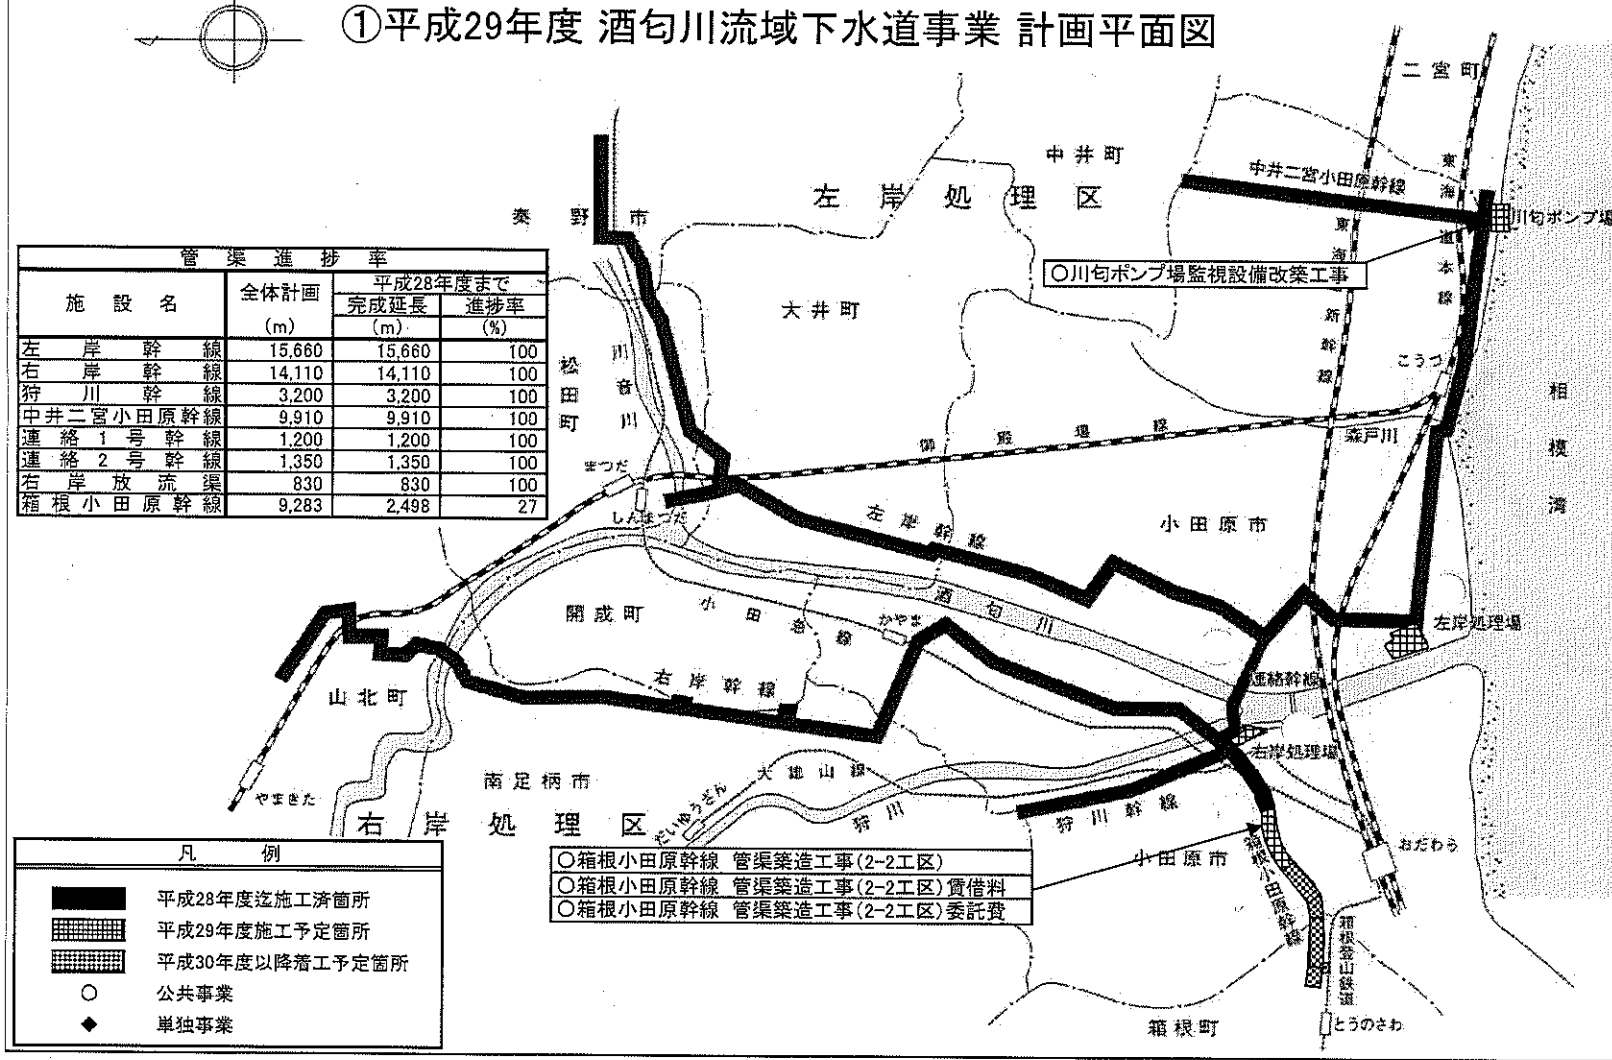 ①平成29年度 酒匂川流域下水道事業 計画平面図
二宮町
中井町
中井二宮小田原幹線
東海道本線
東海道新幹線
川匂ポンプ場
左岸処理区
秦野市
○川匂ポンプ場監視設備改築工事
大井町
管渠進捗率
施設名 全体計画(m) 平成28年度まで
完成延長(m) 進捗率(%)
左岸幹線 15,660 15,660 100
右岸幹線 14,110 14,110 100
狩川幹線 3,200 3,200 100
中井二宮小田原幹線 9,910 9,910 100
連絡1号幹線 1,200 1,200 100
連絡2号幹線 1,350 1,350 100
右岸放流渠 830 830 100
箱根小田原幹線 9,283 2,498 27
松田町
川音川
こうづ
森戸川
相模湾
御殿場線
まつだ
しんまつだ
左岸幹線
小田原市
酒匂川
開成町
小田急線
かやま
左岸処理場
右岸幹線
連絡幹線
山北町
右岸処理場
やまきた
南足柄市
大雄山線
だいゆうざん
狩川
狩川幹線
右岸処理区
小田原市
おだわら
箱根小田原幹線
○箱根小田原幹線 管渠築造工事(2-2工区)
○箱根小田原幹線 管渠築造工事(2-2工区)賃借料
○箱根小田原幹線 管渠築造工事(2-2工区)委託費
箱根登山鉄道
箱根町
とうのさわ
凡例
平成28年度迄施工済箇所
平成29年度施工予定箇所
平成30年度以降着工予定箇所
○ 公共事業
◆ 単独事業